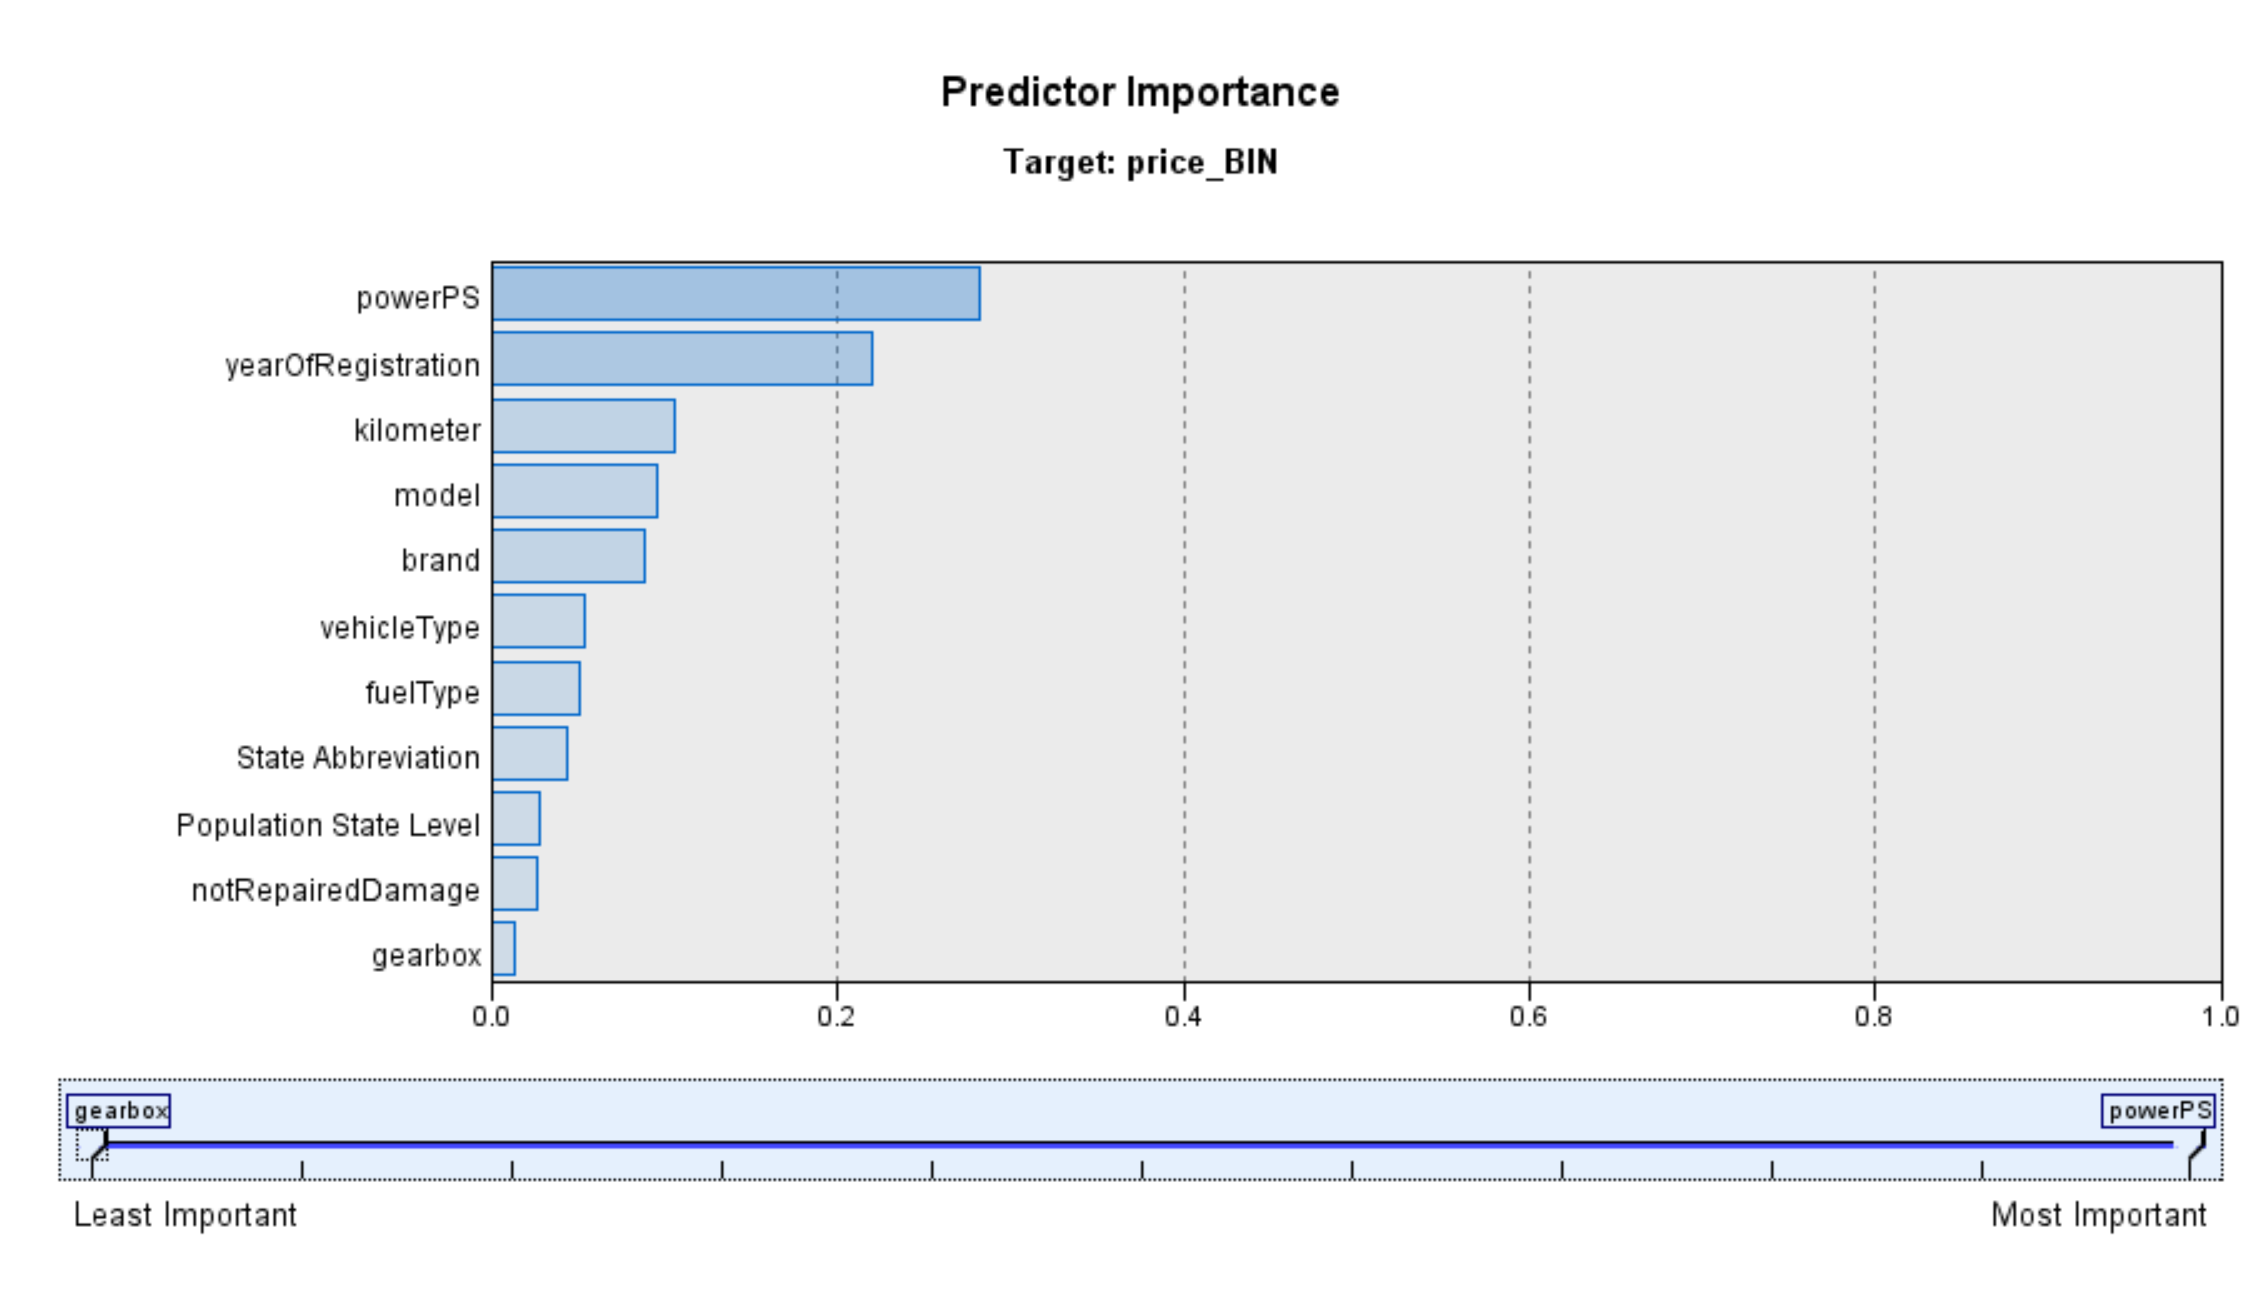 Predictor Importance
Target: price_BIN
powerPS
yearOfRegistration
kilometer
model
brand
vehicleType
fuelType
State Abbreviation
Population State Level
notRepairedDamage
gearbox
0.0 0.2 0.4 0.6 0.8 1.0
gearbox powerPS
Least Important Most Important